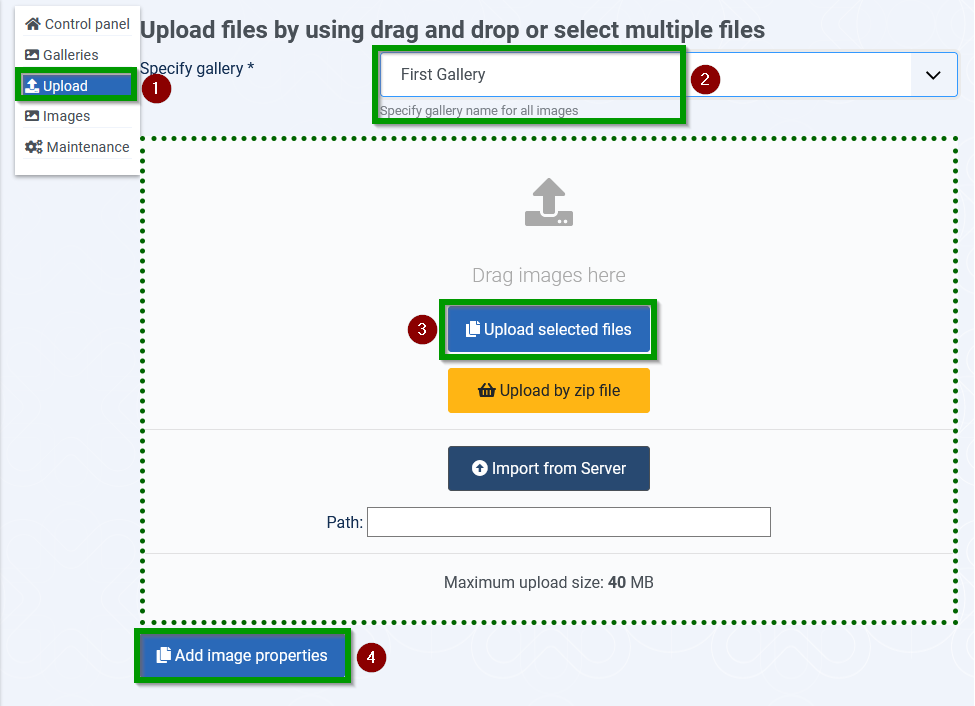 Control panel
Galleries
Upload
1
Images
Maintenance
Upload files by using drag and drop or select multiple files
Specify gallery *
First Gallery
2
Specify gallery name for all images
Drag images here
3
Upload selected files
Upload by zip file
Import from Server
Path:
Maximum upload size: 40 MB
Add image properties
4